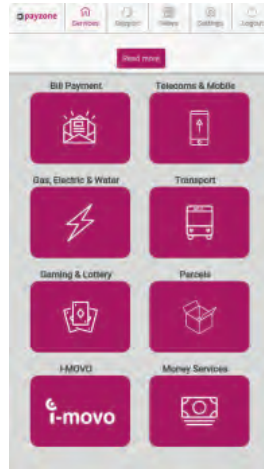 payzone
Services Support News Settings Logout
Read more
Bill Payment Telecoms & Mobile
Gas, Electric & Water Transport
Gaming & Lottery Parcels
i-MOVO Money Services
i-movo